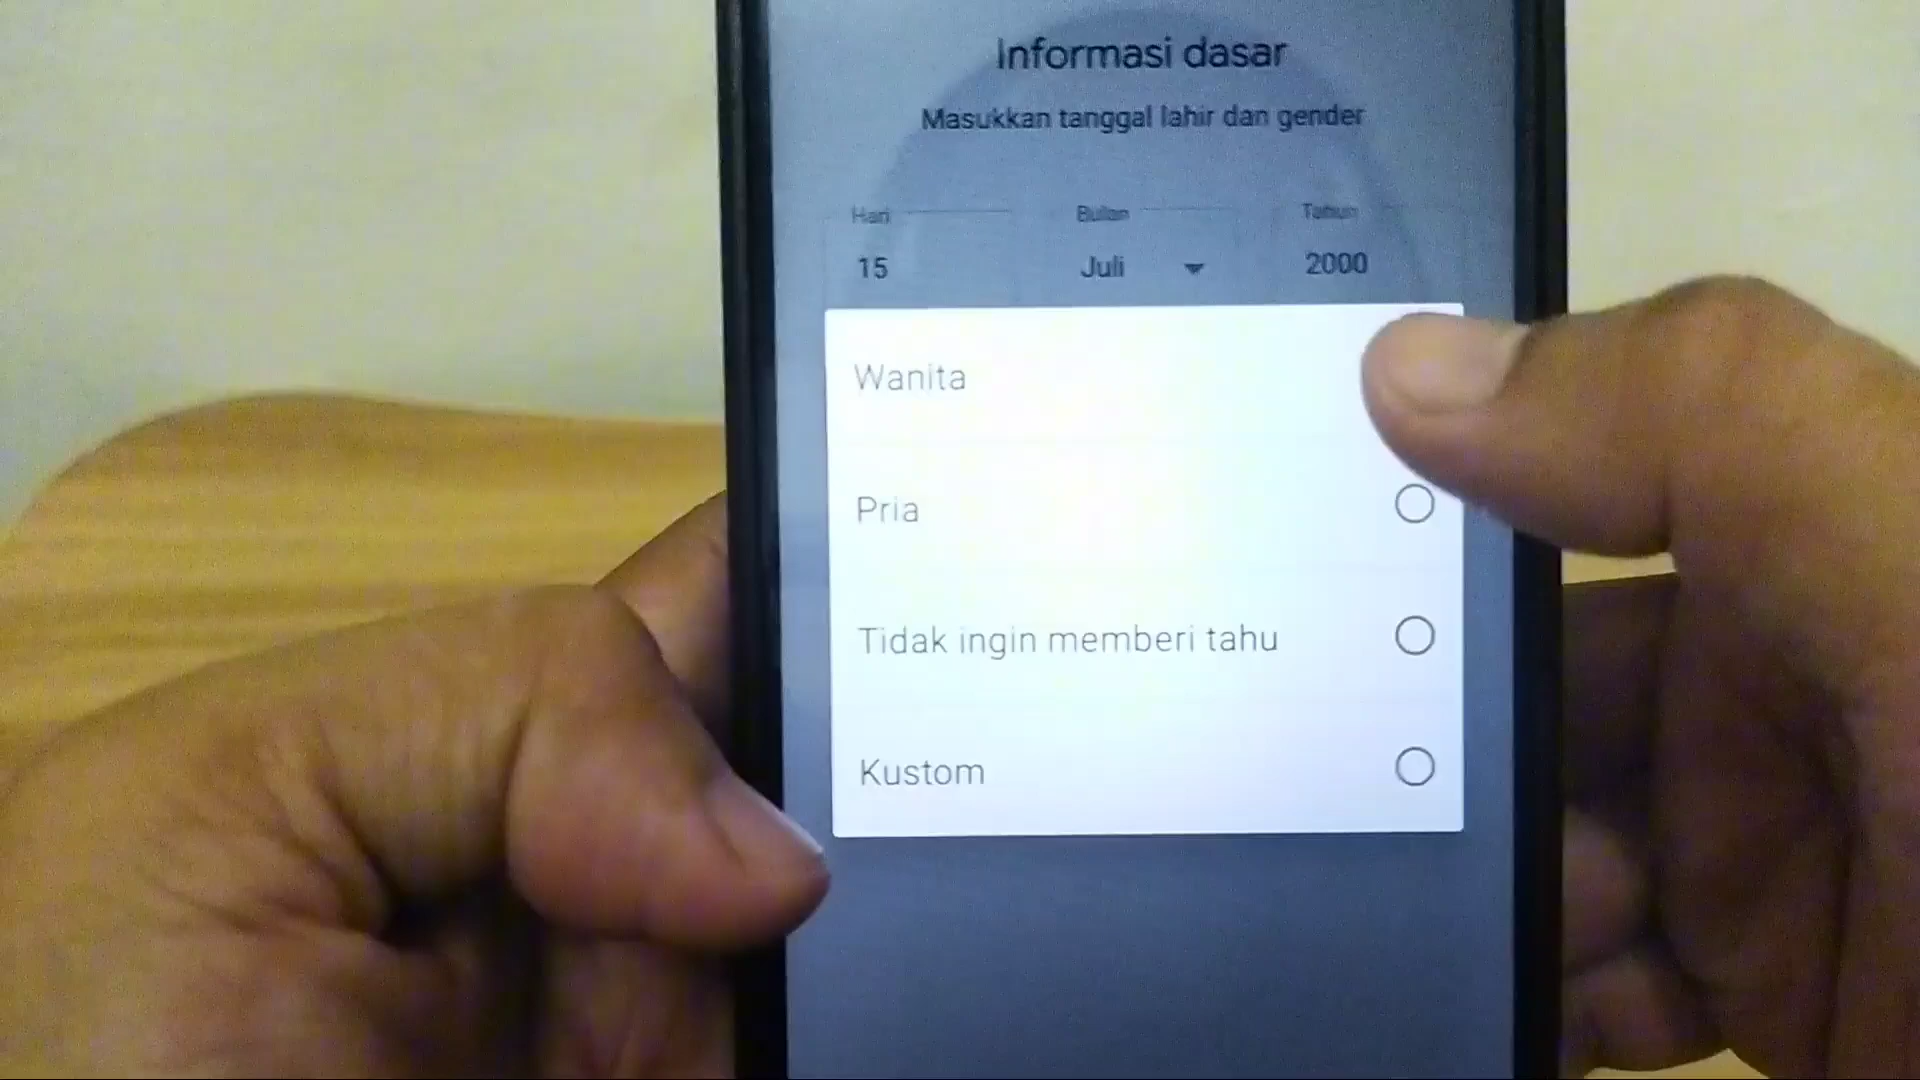 Informasi dasar
Masukkan tanggal lahir dan gender
Hari Bulan Tahun
15 Juli 2000
Wanita
Pria
Tidak ingin memberi tahu
Kustom